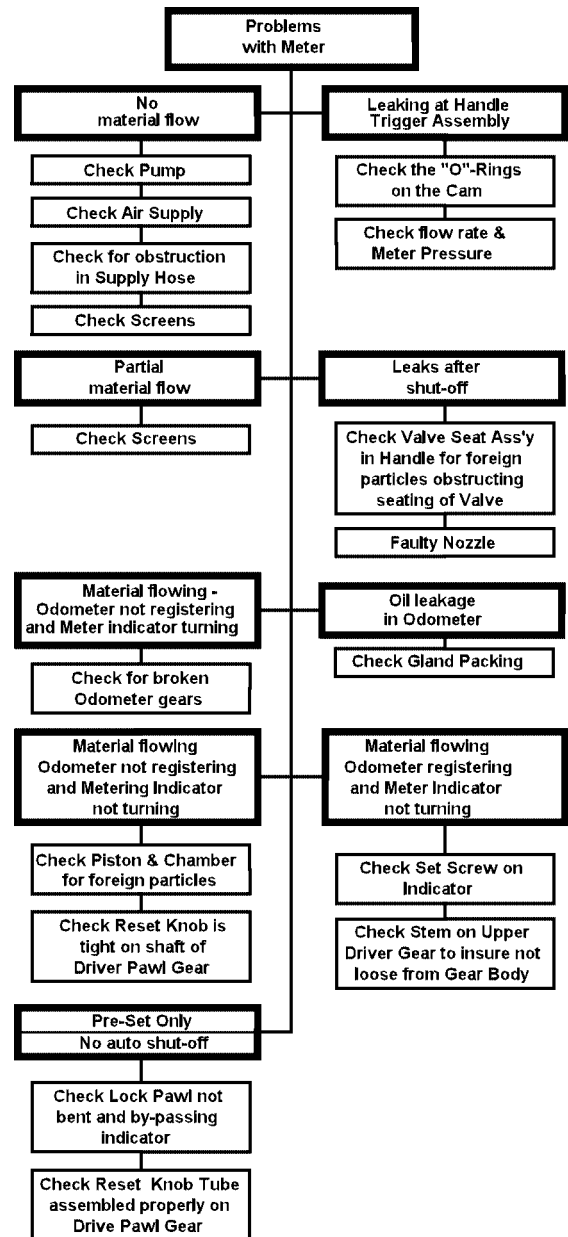 Problems
with Meter
No
material flow
Check Pump
Check Air Supply
Check for obstruction
in Supply Hose
Check Screens
Leaking at Handle
Trigger Assembly
Check the "O"-Rings
on the Cam
Check flow rate &
Meter Pressure
Partial
material flow
Check Screens
Leaks after
shut-off
Check Valve Seat Ass'y
in Handle for foreign
particles obstructing
seating of Valve
Faulty Nozzle
Material flowing -
Odometer not registering
and Meter indicator turning
Check for broken
Odometer gears
Oil leakage
in Odometer
Check Gland Packing
Material flowing
Odometer not registering
and Metering Indicator
not turning
Check Piston & Chamber
for foreign particles
Check Reset Knob is
tight on shaft of
Driver Pawl Gear
Material flowing
Odometer registering
and Meter Indicator
not turning
Check Set Screw on
Indicator
Check Stem on Upper
Driver Gear to insure not
loose from Gear Body
Pre-Set Only
No auto shut-off
Check Lock Pawl not
bent and by-passing
indicator
Check Reset Knob Tube
assembled properly on
Drive Pawl Gear